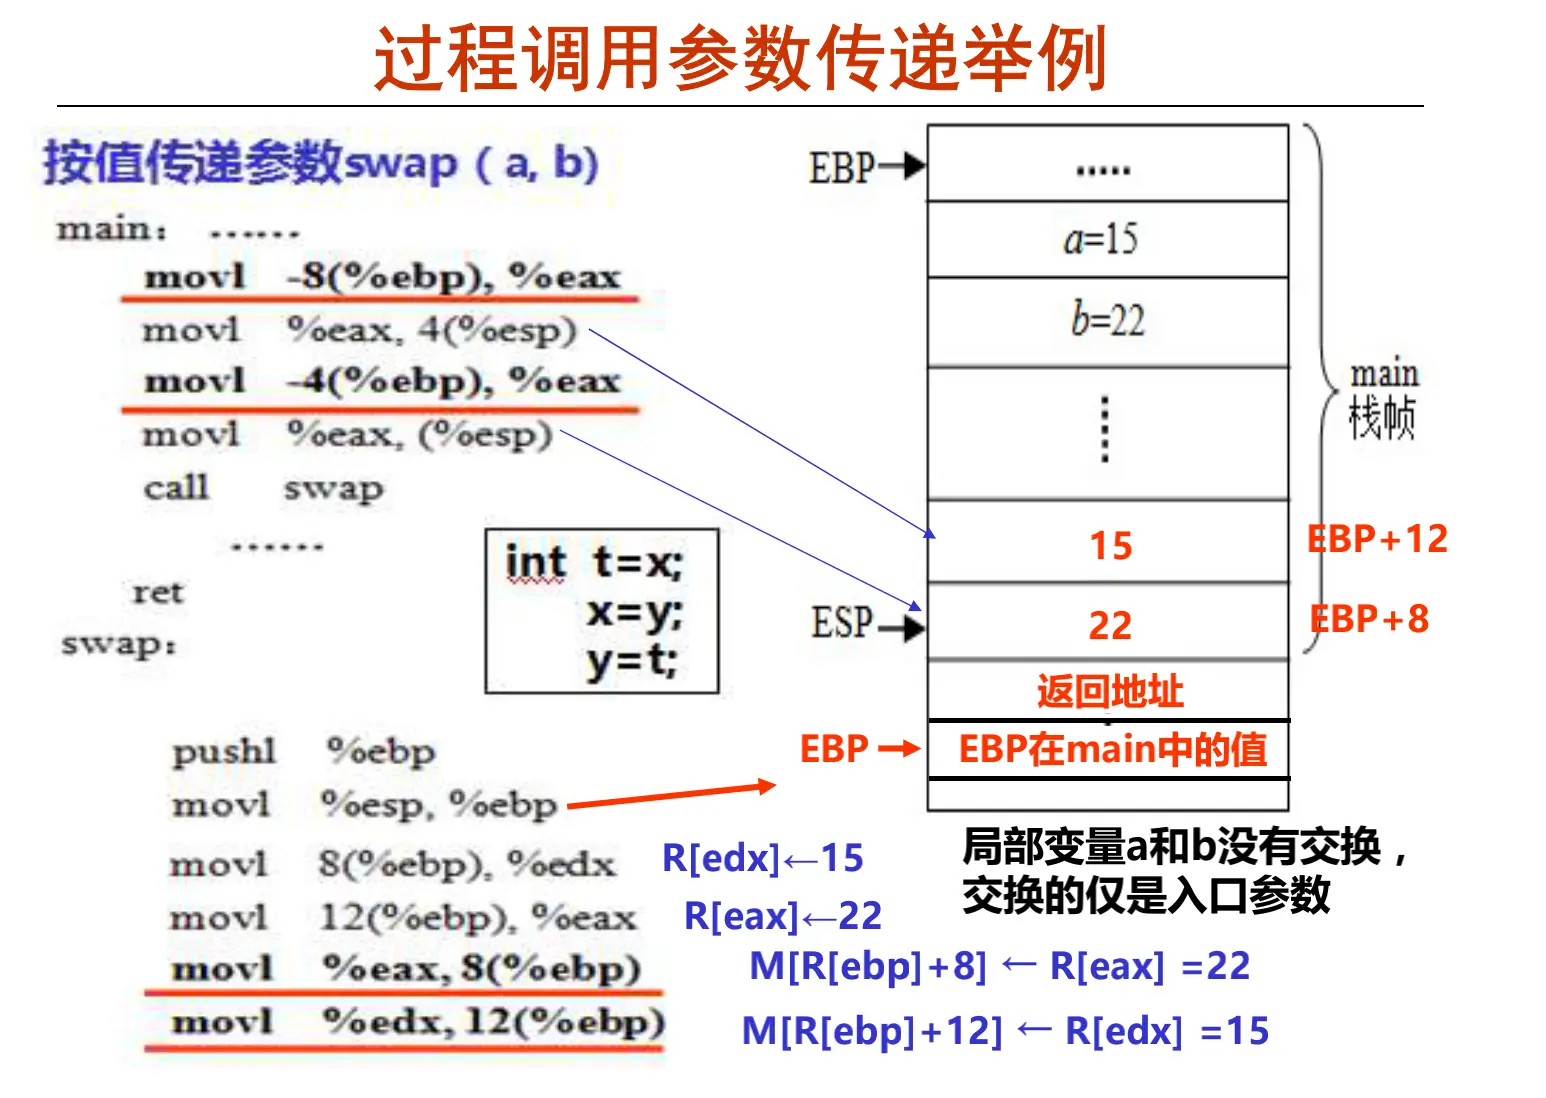 过程调用参数传递举例
按值传递参数swap（a, b)
main： ……
movl -8(%ebp), %eax
movl %eax, 4(%esp)
movl -4(%ebp), %eax
movl %eax, (%esp)
call swap
……
ret
swap：
int t=x;
x=y;
y=t;
pushl %ebp
movl %esp, %ebp
movl 8(%ebp), %edx
movl 12(%ebp), %eax
movl %eax, 8(%ebp)
movl %edx, 12(%ebp)
R[edx]←15
R[eax]←22
M[R[ebp]+8] ← R[eax] =22
M[R[ebp]+12] ← R[edx] =15
EBP
.....
a=15
b=22
main
栈帧
15
EBP+12
ESP
22
EBP+8
返回地址
EBP
EBP在main中的值
局部变量a和b没有交换，
交换的仅是入口参数